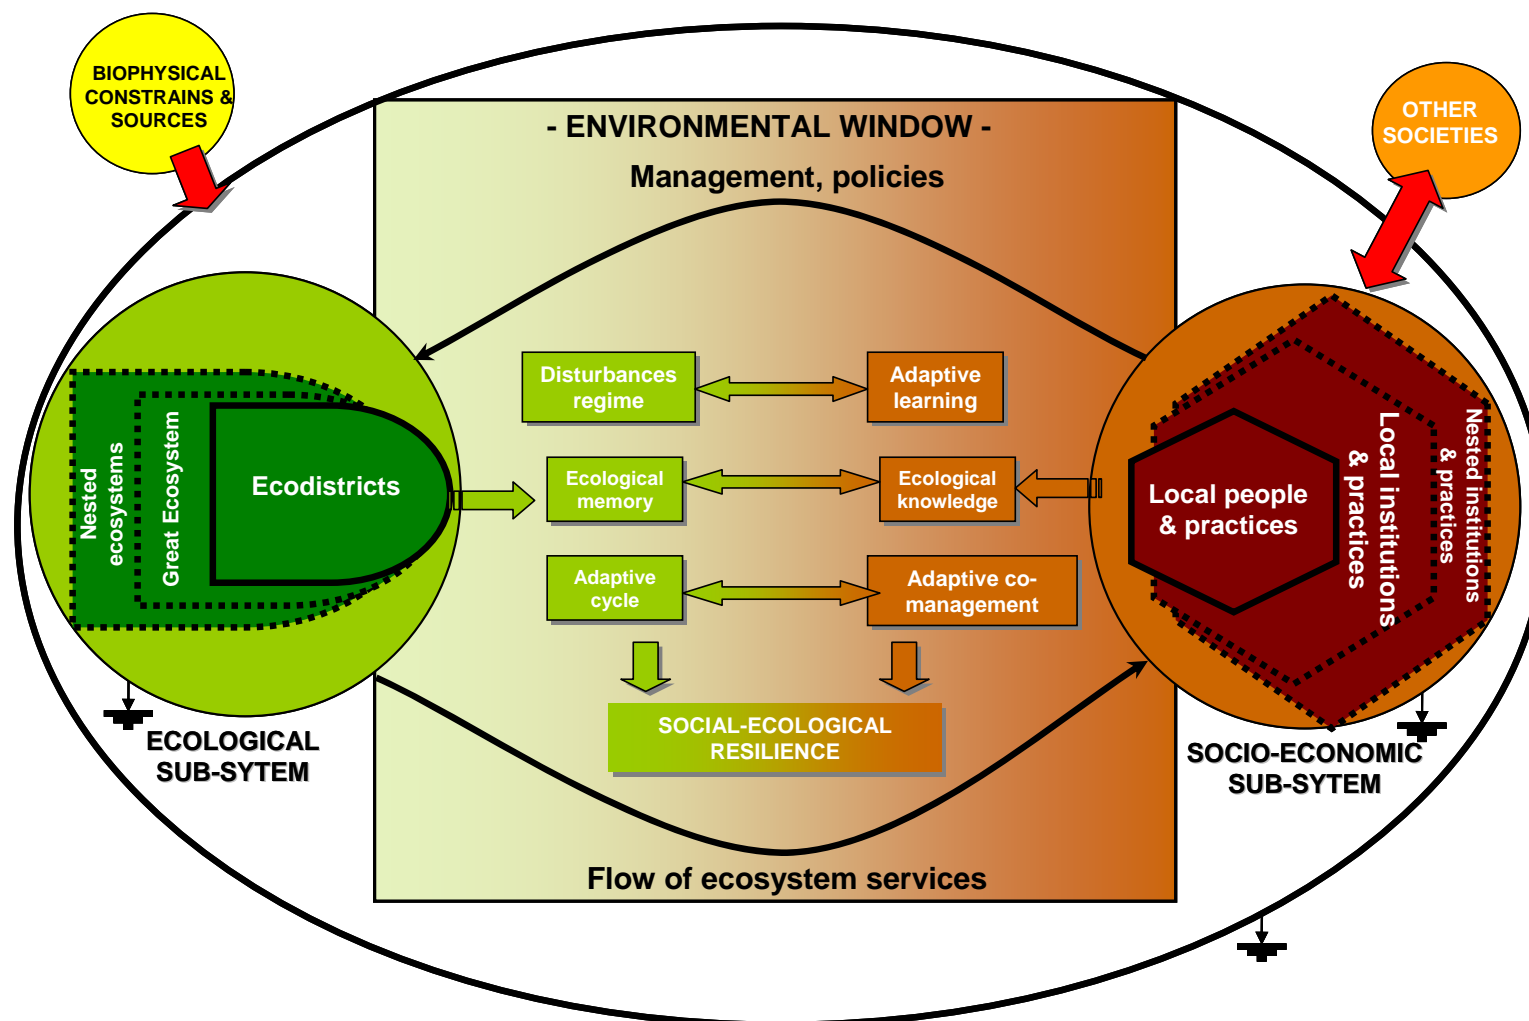 BIOPHYSICAL
CONSTRAINS &
SOURCES
OTHER
SOCIETIES
- ENVIRONMENTAL WINDOW -
Management, policies
Disturbances
regime
Adaptive
learning
Nested
ecosystems
Great Ecosystem
Ecodistricts
Ecological
memory
Ecological
knowledge
Local people
& practices
Local institutions
& practices
Nested institutions
& practices
Adaptive
cycle
Adaptive co-
management
SOCIAL-ECOLOGICAL
RESILIENCE
ECOLOGICAL
SUB-SYTEM
SOCIO-ECONOMIC
SUB-SYTEM
Flow of ecosystem services